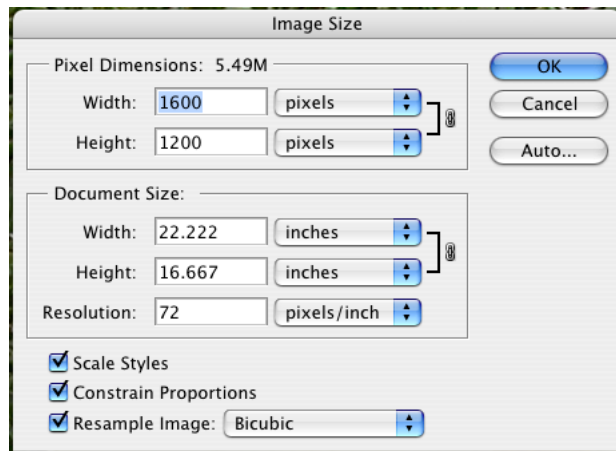 Image Size
Pixel Dimensions: 5.49M
OK
Width: 1600 pixels
Cancel
Height: 1200 pixels
Auto...
Document Size:
Width: 22.222 inches
Height: 16.667 inches
Resolution: 72 pixels/inch
Scale Styles
Constrain Proportions
Resample Image: Bicubic